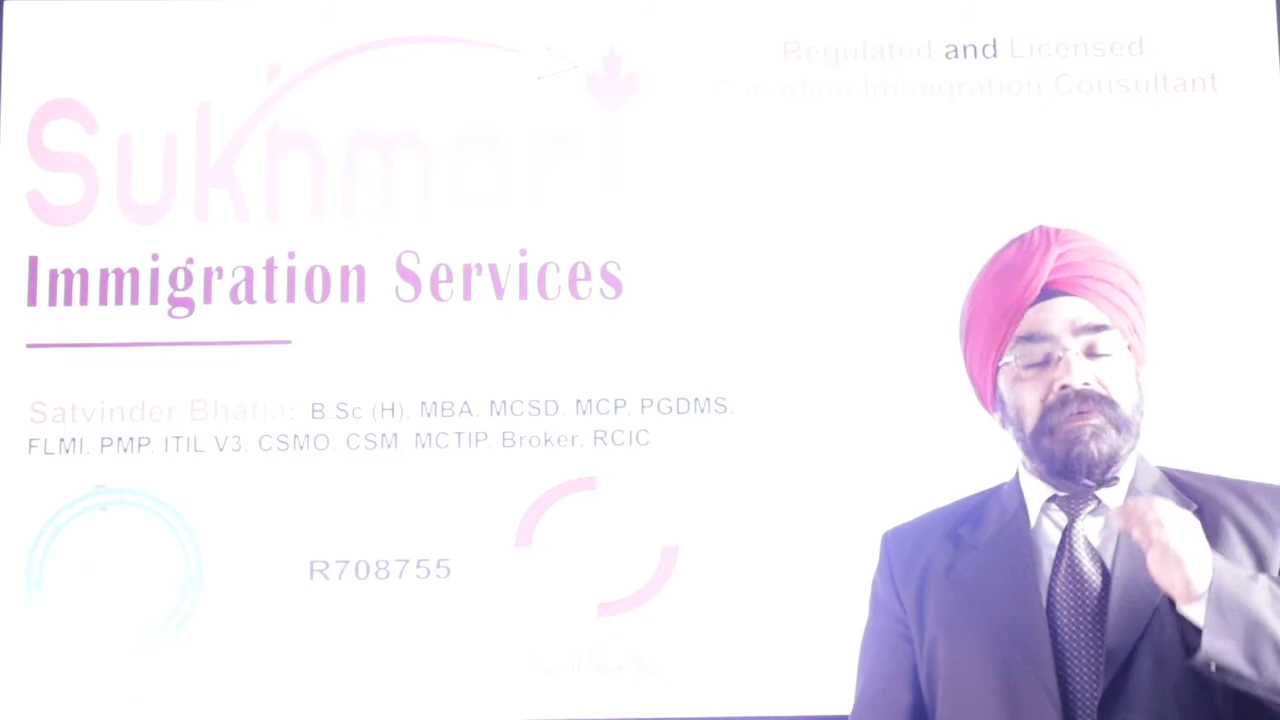 Sukhmani
Immigration Services
Regulated and Licensed
Canadian Immigration Consultant
Satvinder Bhatia: B.Sc (H), MBA, MCSD, MCP, PGDMS,
FLMI, PMP, ITIL V3, CSMO, CSM, MCTIP, Broker, RCIC
R708755